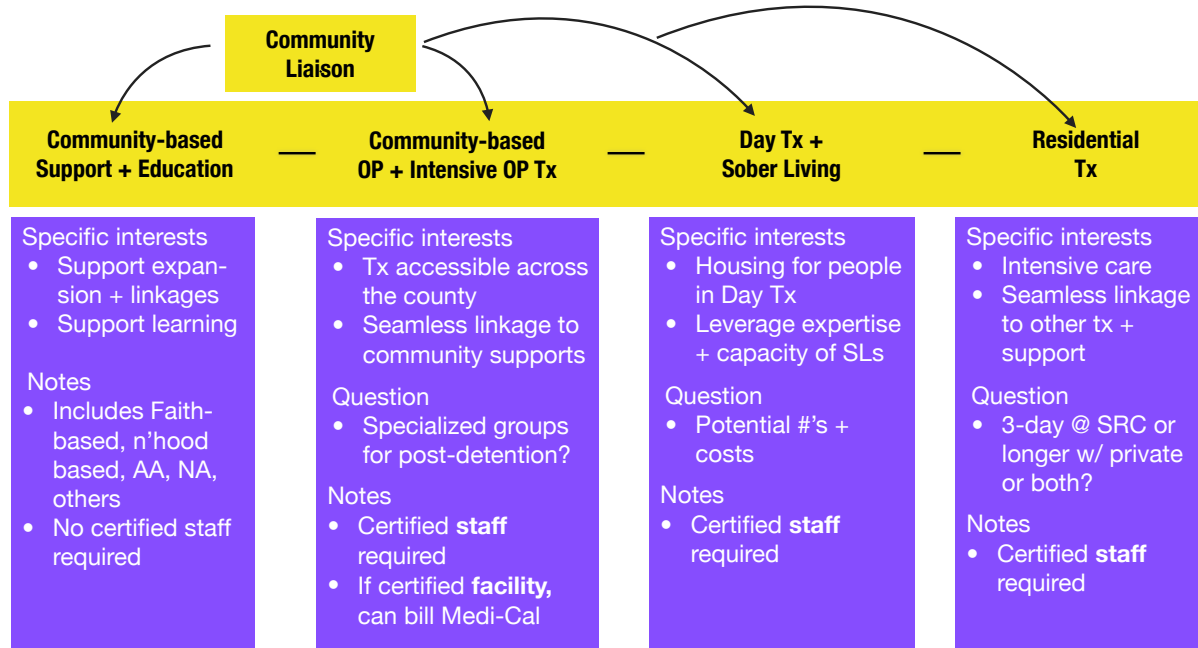 Community
Liaison
Community-based
Support + Education
—
Community-based
OP + Intensive OP Tx
—
Day Tx +
Sober Living
—
Residential
Tx
Specific interests
• Support expan-
sion + linkages
• Support learning
Notes
• Includes Faith-
based, n'hood
based, AA, NA,
others
• No certified staff
required
Specific interests
• Tx accessible across
the county
• Seamless linkage to
community supports
Question
• Specialized groups
for post-detention?
Notes
• Certified staff
required
• If certified facility,
can bill Medi-Cal
Specific interests
• Housing for people
in Day Tx
• Leverage expertise
+ capacity of SLs
Question
• Potential #'s +
costs
Notes
• Certified staff
required
Specific interests
• Intensive care
• Seamless linkage
to other tx +
support
Question
• 3-day @ SRC or
longer w/ private
or both?
Notes
• Certified staff
required